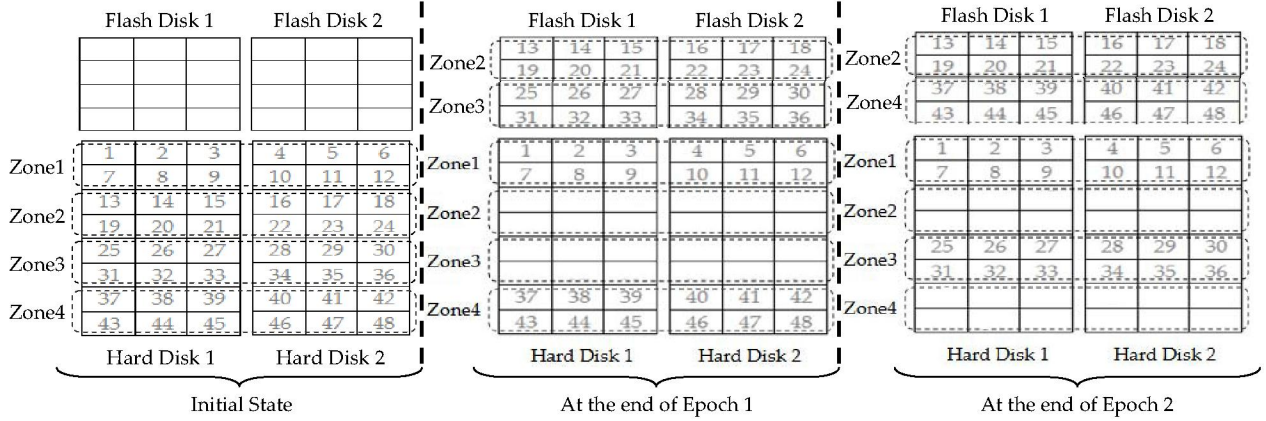 Flash Disk 1 Flash Disk 2
Zone1 1 2 3 4 5 6
7 8 9 10 11 12
Zone2 13 14 15 16 17 18
19 20 21 22 23 24
Zone3 25 26 27 28 29 30
31 32 33 34 35 36
Zone4 37 38 39 40 41 42
43 44 45 46 47 48
Hard Disk 1 Hard Disk 2
Initial State
Flash Disk 1 Flash Disk 2
Zone2 13 14 15 16 17 18
19 20 21 22 23 24
Zone3 25 26 27 28 29 30
31 32 33 34 35 36
Zone1 1 2 3 4 5 6
7 8 9 10 11 12
Zone2
Zone3
Zone4 37 38 39 40 41 42
43 44 45 46 47 48
Hard Disk 1 Hard Disk 2
At the end of Epoch 1
Flash Disk 1 Flash Disk 2
Zone2 13 14 15 16 17 18
19 20 21 22 23 24
Zone4 37 38 39 40 41 42
43 44 45 46 47 48
Zone1 1 2 3 4 5 6
7 8 9 10 11 12
Zone2
Zone3 25 26 27 28 29 30
31 32 33 34 35 36
Zone4
Hard Disk 1 Hard Disk 2
At the end of Epoch 2